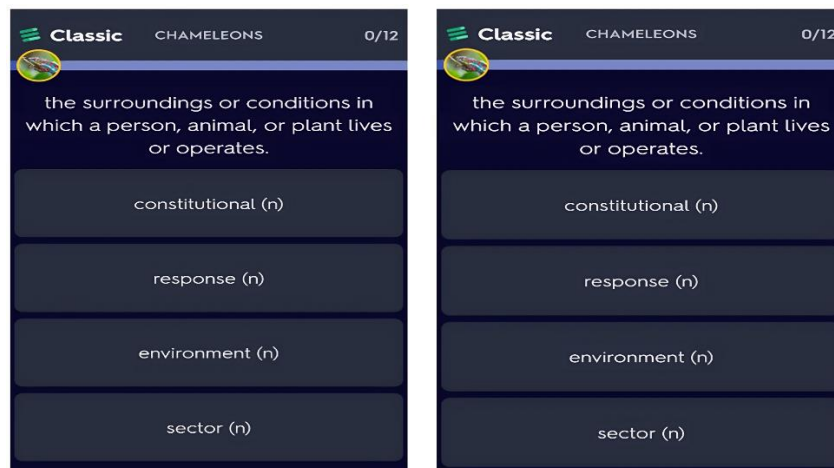 Classic CHAMELEONS 0/12
the surroundings or conditions in
which a person, animal, or plant lives
or operates.
constitutional (n)
response (n)
environment (n)
sector (n)
Classic CHAMELEONS 0/12
the surroundings or conditions in
which a person, animal, or plant lives
or operates.
constitutional (n)
response (n)
environment (n)
sector (n)